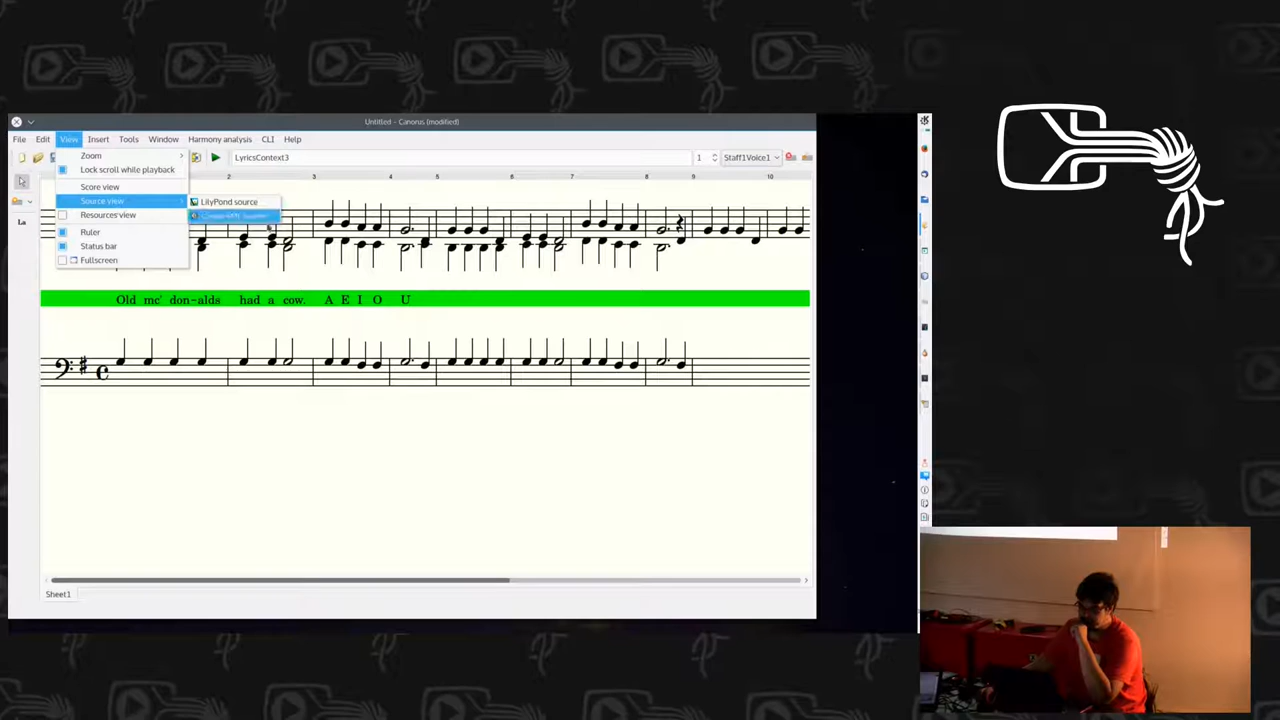 Untitled - Canorus (modified)
File Edit View Insert Tools Window Harmony analysis CLI Help
LyricsContext3 1 Staff1Voice1
Zoom
Lock scroll while playback
Score view
Source view
Resources view
Ruler
Status bar
Fullscreen
LilyPond source
La
2 3 4 5 6 7 8 9 10
Old mc' don-alds had a cow. A E I O U
Sheet1